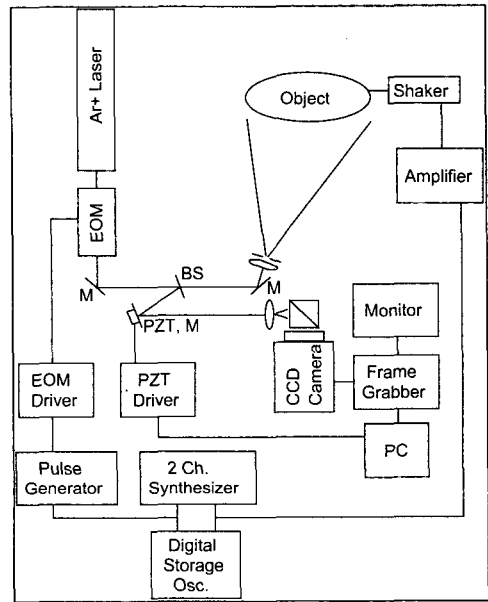 Ar+ Laser
Object
Shaker
Amplifier
EOM
BS
M
M
PZT, M
Monitor
CCD
Camera
Frame
Grabber
EOM
Driver
PZT
Driver
PC
Pulse
Generator
2 Ch.
Synthesizer
Digital
Storage
Osc.